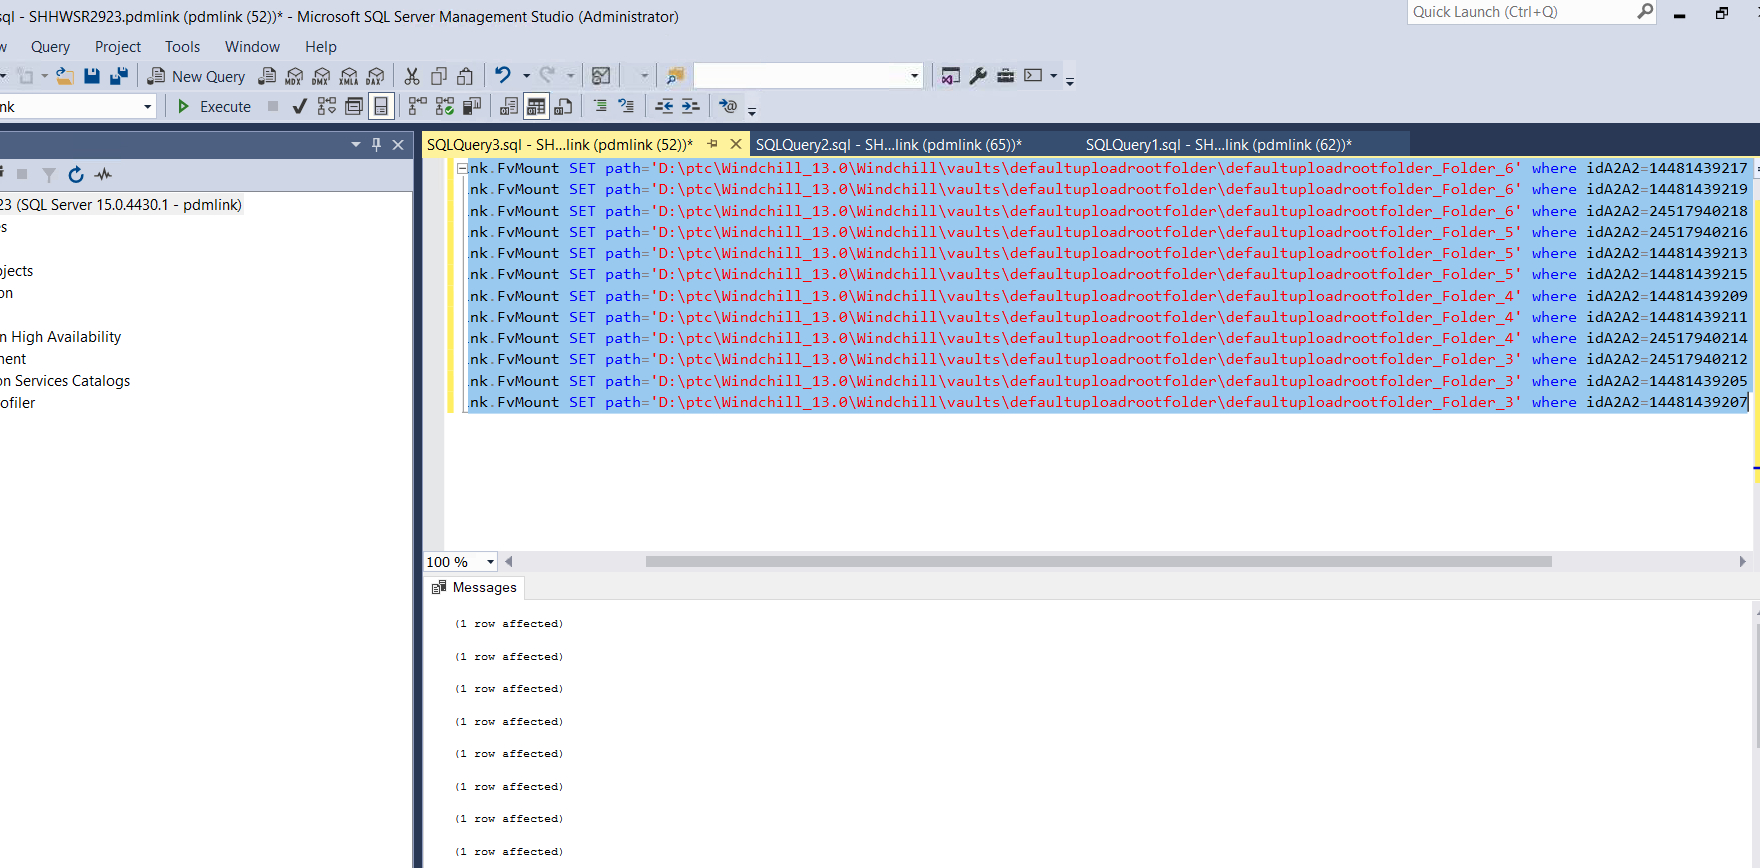 sql - SHHWSR2923.pdmlink (pdmlink (52))* - Microsoft SQL Server Management Studio (Administrator)
Quick Launch (Ctrl+Q)
w Query Project Tools Window Help
New Query MDX DMX XMLA DAX
nk Execute
SQLQuery3.sql - SH...link (pdmlink (52))* SQLQuery2.sql - SH...link (pdmlink (65))* SQLQuery1.sql - SH...link (pdmlink (62))*
23 (SQL Server 15.0.4430.1 - pdmlink)
s
ojects
on
n High Availability
ment
on Services Catalogs
ofiler
nk.FvMount SET path='D:\ptc\Windchill_13.0\Windchill\vaults\defaultuploadrootfolder\defaultuploadrootfolder_Folder_6' where idA2A2=14481439217
nk.FvMount SET path='D:\ptc\Windchill_13.0\Windchill\vaults\defaultuploadrootfolder\defaultuploadrootfolder_Folder_6' where idA2A2=14481439219
nk.FvMount SET path='D:\ptc\Windchill_13.0\Windchill\vaults\defaultuploadrootfolder\defaultuploadrootfolder_Folder_6' where idA2A2=24517940218
nk.FvMount SET path='D:\ptc\Windchill_13.0\Windchill\vaults\defaultuploadrootfolder\defaultuploadrootfolder_Folder_5' where idA2A2=24517940216
nk.FvMount SET path='D:\ptc\Windchill_13.0\Windchill\vaults\defaultuploadrootfolder\defaultuploadrootfolder_Folder_5' where idA2A2=14481439213
nk.FvMount SET path='D:\ptc\Windchill_13.0\Windchill\vaults\defaultuploadrootfolder\defaultuploadrootfolder_Folder_5' where idA2A2=14481439215
nk.FvMount SET path='D:\ptc\Windchill_13.0\Windchill\vaults\defaultuploadrootfolder\defaultuploadrootfolder_Folder_4' where idA2A2=14481439209
nk.FvMount SET path='D:\ptc\Windchill_13.0\Windchill\vaults\defaultuploadrootfolder\defaultuploadrootfolder_Folder_4' where idA2A2=14481439211
nk.FvMount SET path='D:\ptc\Windchill_13.0\Windchill\vaults\defaultuploadrootfolder\defaultuploadrootfolder_Folder_4' where idA2A2=24517940214
nk.FvMount SET path='D:\ptc\Windchill_13.0\Windchill\vaults\defaultuploadrootfolder\defaultuploadrootfolder_Folder_3' where idA2A2=24517940212
nk.FvMount SET path='D:\ptc\Windchill_13.0\Windchill\vaults\defaultuploadrootfolder\defaultuploadrootfolder_Folder_3' where idA2A2=14481439205
nk.FvMount SET path='D:\ptc\Windchill_13.0\Windchill\vaults\defaultuploadrootfolder\defaultuploadrootfolder_Folder_3' where idA2A2=14481439207
100 %
Messages
(1 row affected)
(1 row affected)
(1 row affected)
(1 row affected)
(1 row affected)
(1 row affected)
(1 row affected)
(1 row affected)